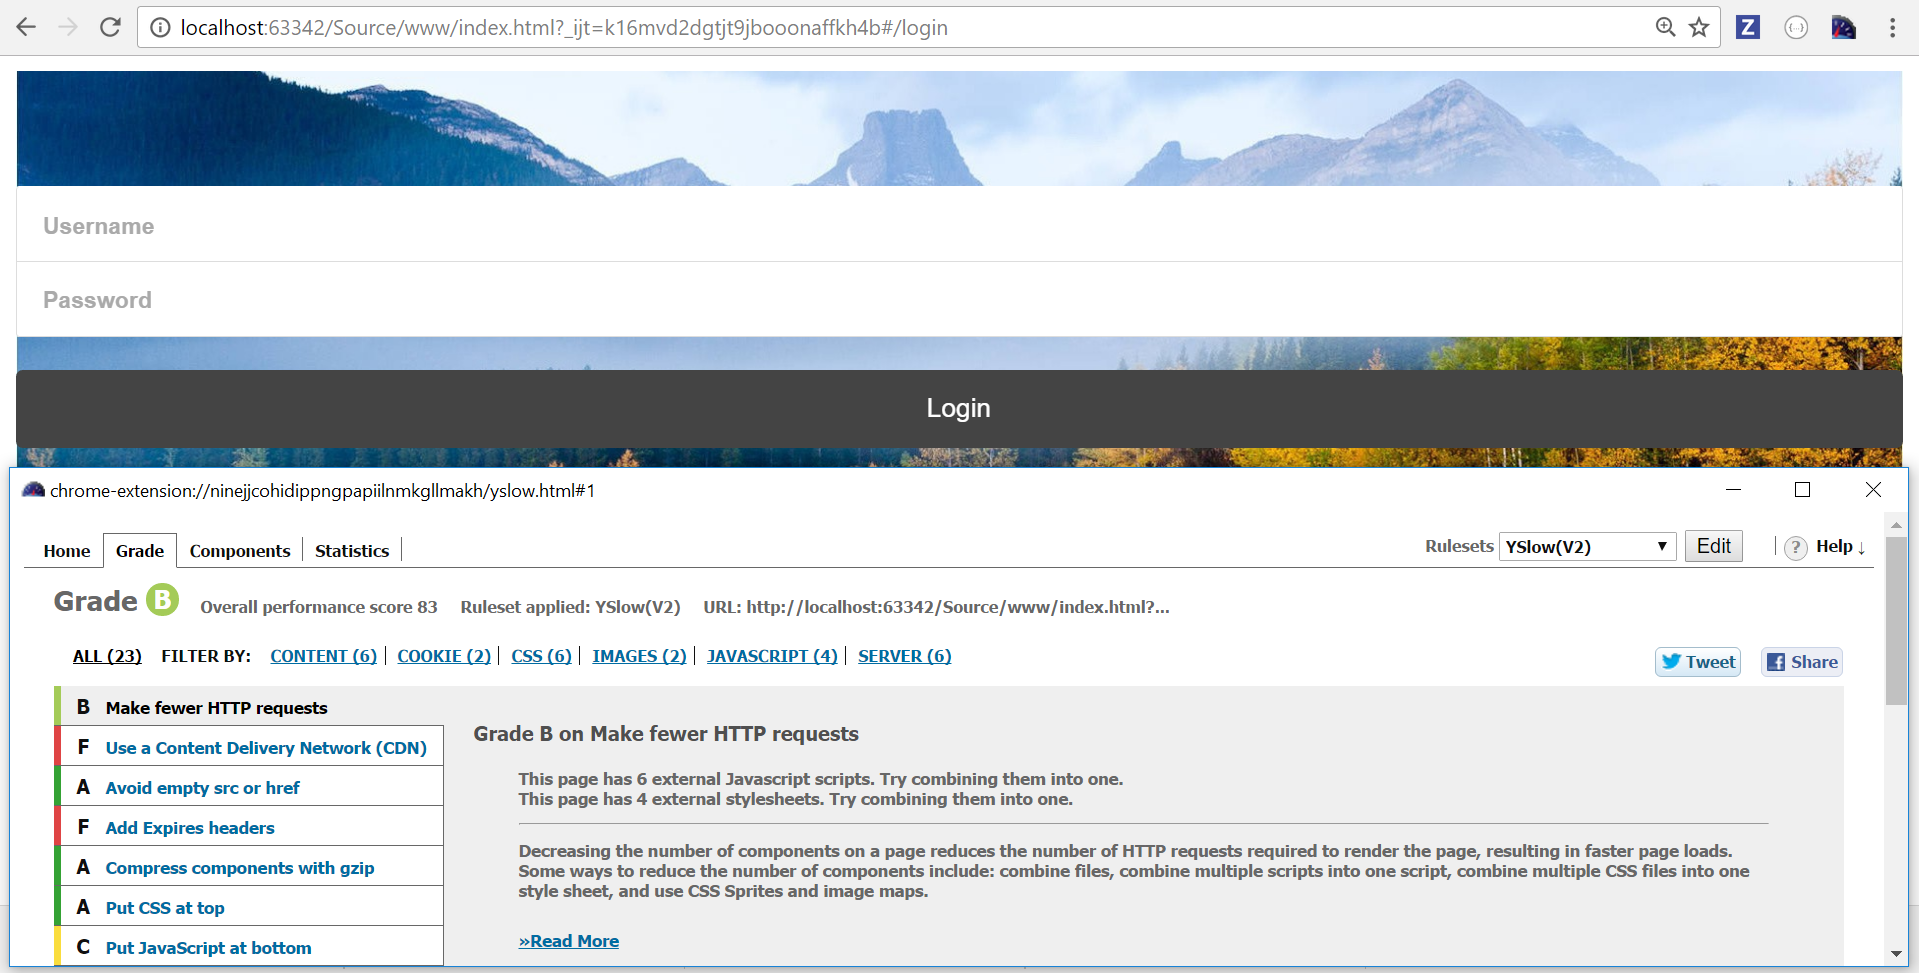 localhost:63342/Source/www/index.html?_ijt=k16mvd2dgtjt9jbooonaffkh4b#/login
Z
{···}
Username
Password
Login
chrome-extension://ninejjcohidippngpapiilnmkgllmakh/yslow.html#1
Home Grade Components Statistics Rulesets YSlow(V2) Edit ? Help ↓
Grade B Overall performance score 83 Ruleset applied: YSlow(V2) URL: http://localhost:63342/Source/www/index.html?...
ALL (23) FILTER BY: CONTENT (6) COOKIE (2) CSS (6) IMAGES (2) JAVASCRIPT (4) SERVER (6) Tweet Share
B Make fewer HTTP requests
F Use a Content Delivery Network (CDN)
A Avoid empty src or href
F Add Expires headers
A Compress components with gzip
A Put CSS at top
C Put JavaScript at bottom
Grade B on Make fewer HTTP requests
This page has 6 external Javascript scripts. Try combining them into one.
This page has 4 external stylesheets. Try combining them into one.
Decreasing the number of components on a page reduces the number of HTTP requests required to render the page, resulting in faster page loads.
Some ways to reduce the number of components include: combine files, combine multiple scripts into one script, combine multiple CSS files into one
style sheet, and use CSS Sprites and image maps.
»Read More